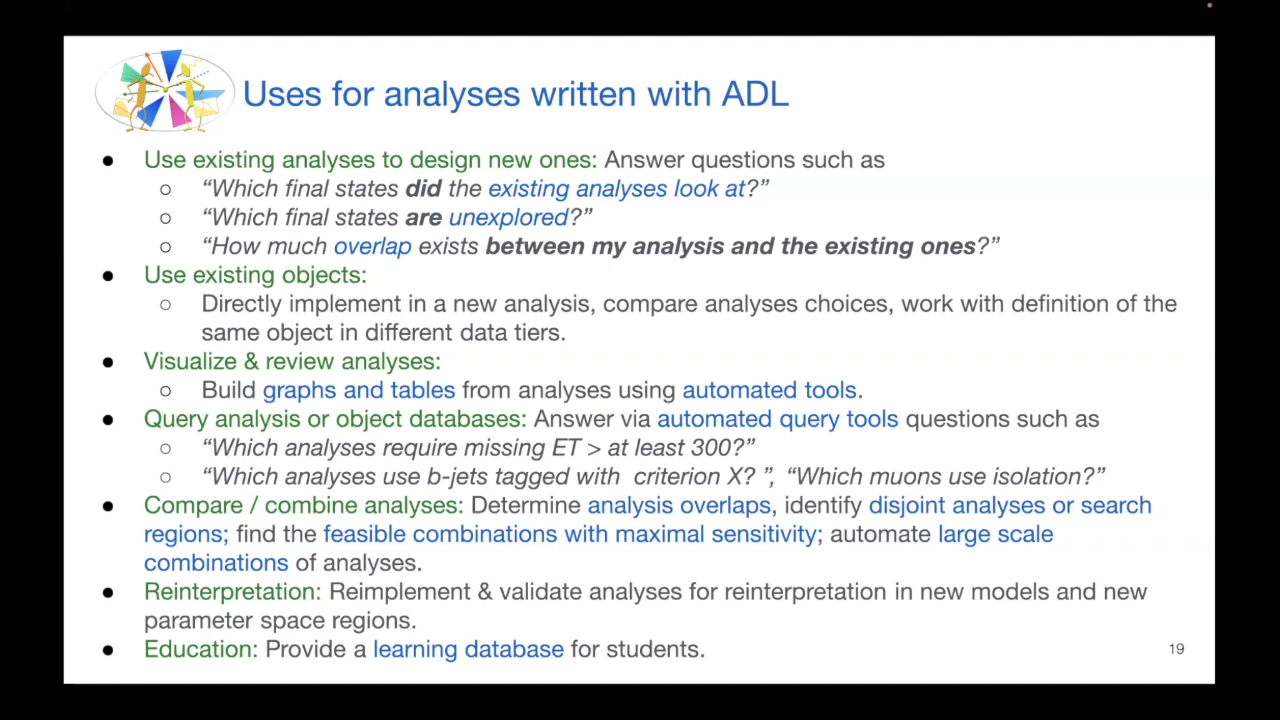 Uses for analyses written with ADL
● Use existing analyses to design new ones: Answer questions such as
○ “Which final states did the existing analyses look at?”
○ “Which final states are unexplored?”
○ “How much overlap exists between my analysis and the existing ones?”
● Use existing objects:
○ Directly implement in a new analysis, compare analyses choices, work with definition of the
same object in different data tiers.
● Visualize & review analyses:
○ Build graphs and tables from analyses using automated tools.
● Query analysis or object databases: Answer via automated query tools questions such as
○ “Which analyses require missing ET > at least 300?”
○ “Which analyses use b-jets tagged with criterion X? ”, “Which muons use isolation?”
● Compare / combine analyses: Determine analysis overlaps, identify disjoint analyses or search
regions; find the feasible combinations with maximal sensitivity; automate large scale
combinations of analyses.
● Reinterpretation: Reimplement & validate analyses for reinterpretation in new models and new
parameter space regions.
● Education: Provide a learning database for students.
19